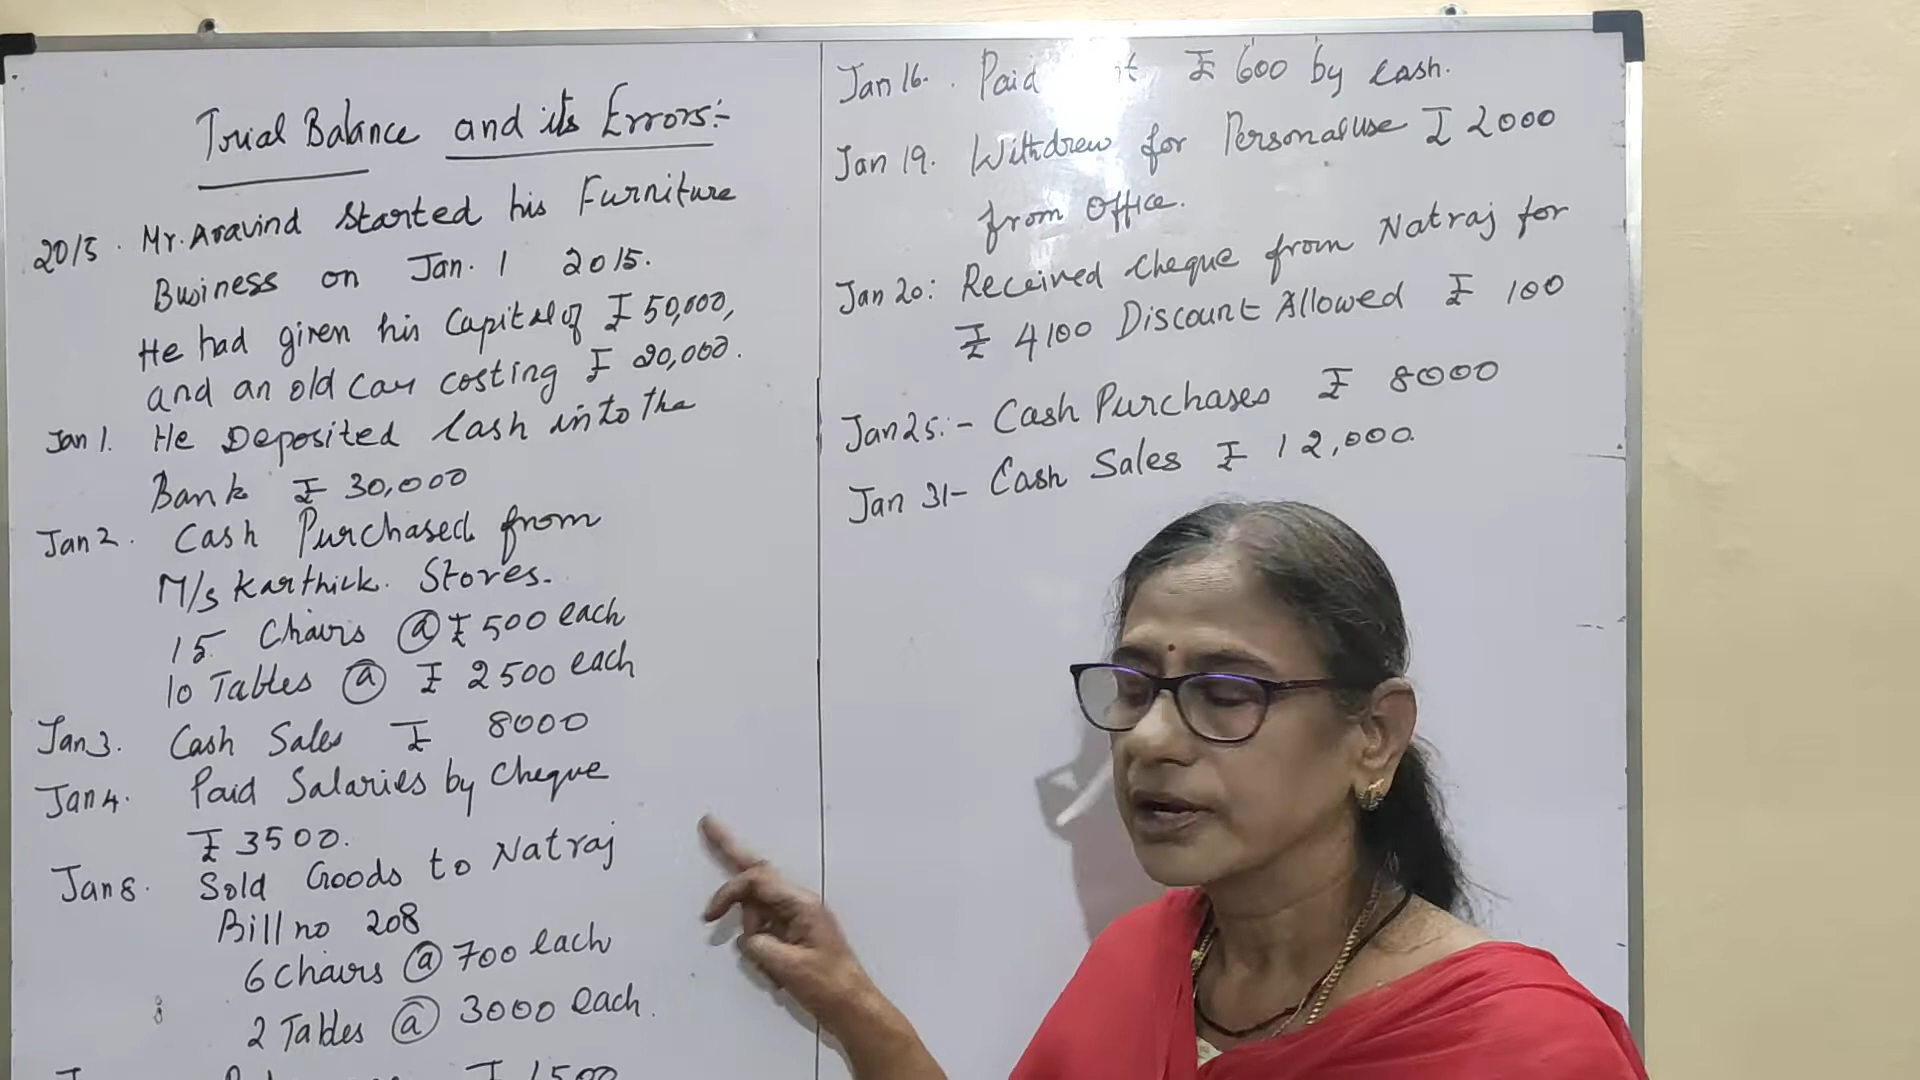 Trial Balance and its Errors:-
2015. Mr. Aravind Started his Furniture
Business on Jan. 1 2015.
He had given his Capital of ₹ 50,000,
and an old car costing ₹ 20,000.
Jan 1. He Deposited Cash into the
Bank ₹ 30,000
Jan 2. Cash Purchased from
M/s Karthick. Stores.
15 Chairs @ ₹ 500 each
10 Tables @ ₹ 2500 each
Jan 3. Cash Sales ₹ 8000
Jan 4. Paid Salaries by Cheque
₹ 3500.
Jan 8. Sold Goods to Natraj
Bill no 208
6 Chairs @ 700 each
2 Tables @ 3000 each.
₹ 1500
Jan 16. Paid ₹ 600 by cash.
Jan 19. Withdrew for Personal use ₹ 2000
from Office.
Jan 20: Received Cheque from Natraj for
₹ 4100 Discount Allowed ₹ 100
Jan 25:- Cash Purchases ₹ 8000
Jan 31- Cash Sales ₹ 12,000.